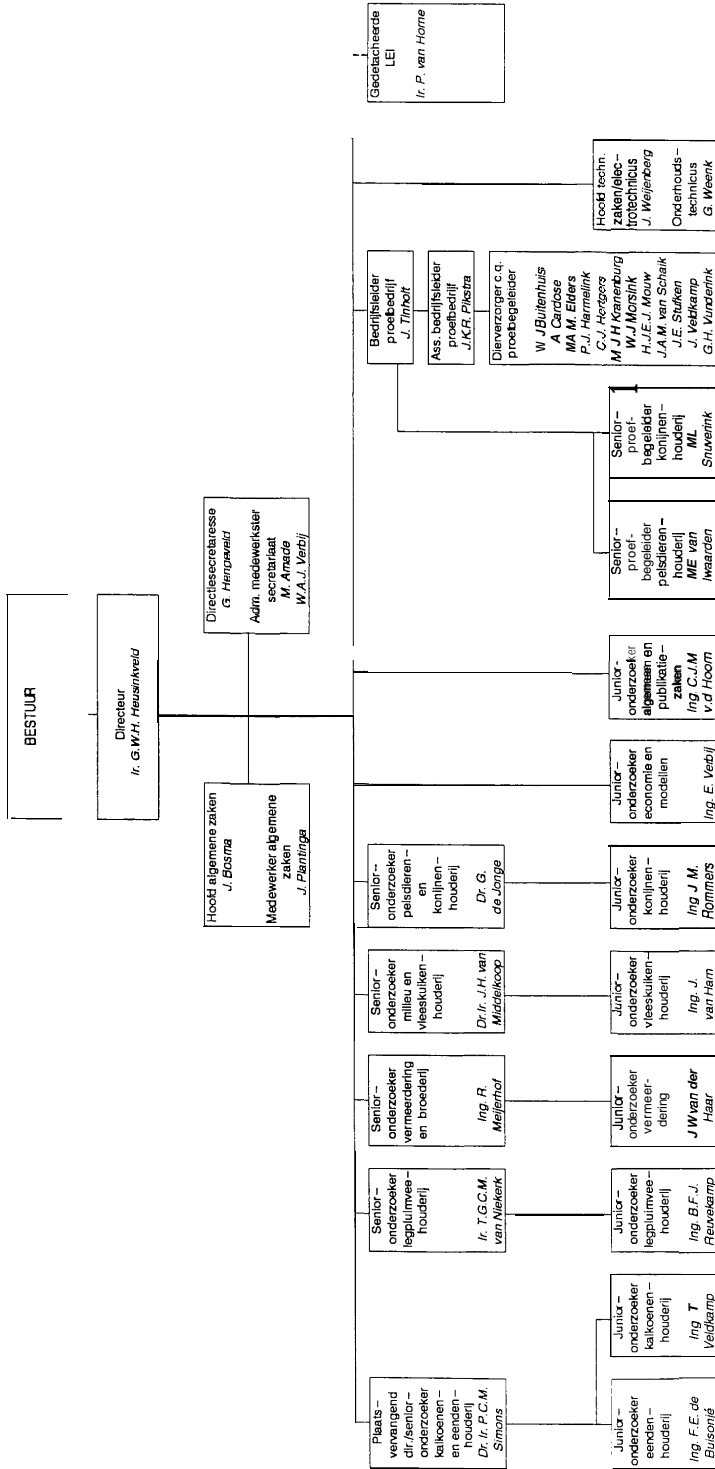 BESTUUR
Directeur
Ir. G.W.H. Heusinkveld
Hoofd algemene zaken
J. Bosma
Medewerker algemene
zaken
J. Plantinga
Directiesecretaresse
G. Hengeveld
Adm. medewerkster
secretariaat
M. Amade
W.A.J. Verbij
Plaats–
vervangend
dir./senior–
onderzoeker
kalkoenen–
en eenden–
houderij
Dr. Ir. P.C.M.
Simons
Senior–
onderzoeker
legpluimvee–
houderij
Ir. T.G.C.M.
van Niekerk
Senior–
onderzoeker
vermeerdering
en broederij
Ing. R.
Meijerhof
Senior–
onderzoeker
milieu en
vleeskuiken–
houderij
Dr.Ir. J.H. van
Middelkoop
Senior–
onderzoeker
pelsdieren–
en
konijnen–
houderij
Dr. G.
de Jonge
Bedrijfsleider
proefbedrijf
J. Tinholt
Ass. bedrijfsleider
proefbedrijf
J.K.R. Pikstra
Dierverzorger c.q.
proefbegeleider
W J Buitenhuis
A Cardose
MA M. Elders
P.J. Harmelink
C.J. Hertgers
M J H Kranenburg
W.J Morsink
H.J.E.J. Mouw
J.A.M. van Schaik
J.E. Stufken
J. Veldkamp
G.H. Vunderink
Gedetacheerde
LEI
Ir. P. van Horne
Junior–
onderzoeker
eenden–
houderij
Ing. F.E. de
Buisonjé
Junior–
onderzoeker
kalkoenen–
houderij
Ing T
Veldkamp
Junior–
onderzoeker
legpluimvee–
houderij
Ing. B.F.J.
Reuvekamp
Junior–
onderzoeker
vermeer–
dering
J W van der
Haar
Junior–
onderzoeker
vleeskuiken–
houderij
Ing. J.
van Harn
Junior–
onderzoeker
konijnen–
houderij
Ing J M.
Rommers
Junior–
onderzoeker
economie en
modellen
Ing. E. Verbij
Junior-
onderzoeker
algemeen en
publikatie–
zaken
Ing. C.J.M
v.d Hoorn
Senior–
proef-
begeleider
pelsdieren–
houderij
ME van
Iwaarden
Senior–
proef-
begeleider
konijnen–
houderij
ML
Snuverink
Hoofd techn.
zaken/elec–
trotechnicus
J. Weijenberg
Onderhouds–
technicus
G. Weenk